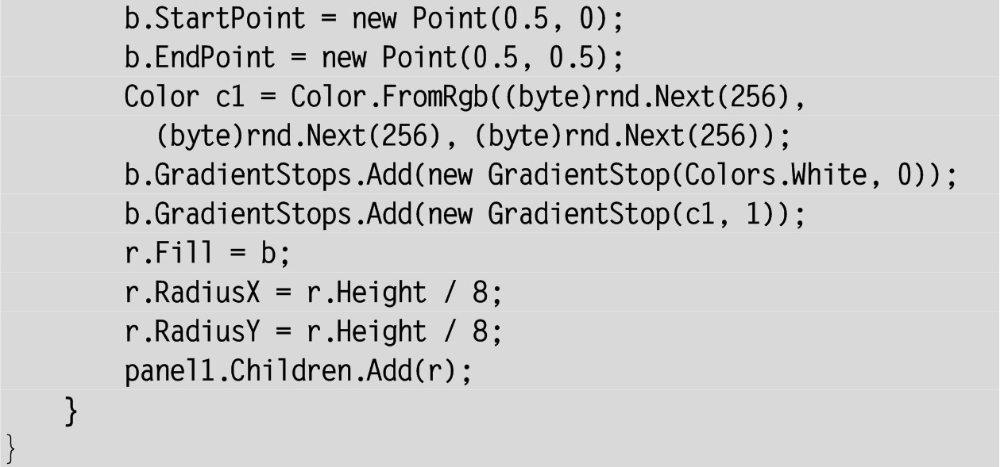 b.StartPoint = new Point(0.5, 0);
b.EndPoint = new Point(0.5, 0.5);
Color c1 = Color.FromRgb((byte)rnd.Next(256),
(byte)rnd.Next(256), (byte)rnd.Next(256));
b.GradientStops.Add(new GradientStop(Colors.White, 0));
b.GradientStops.Add(new GradientStop(c1, 1));
r.Fill = b;
r.RadiusX = r.Height / 8;
r.RadiusY = r.Height / 8;
panel1.Children.Add(r);
}
}